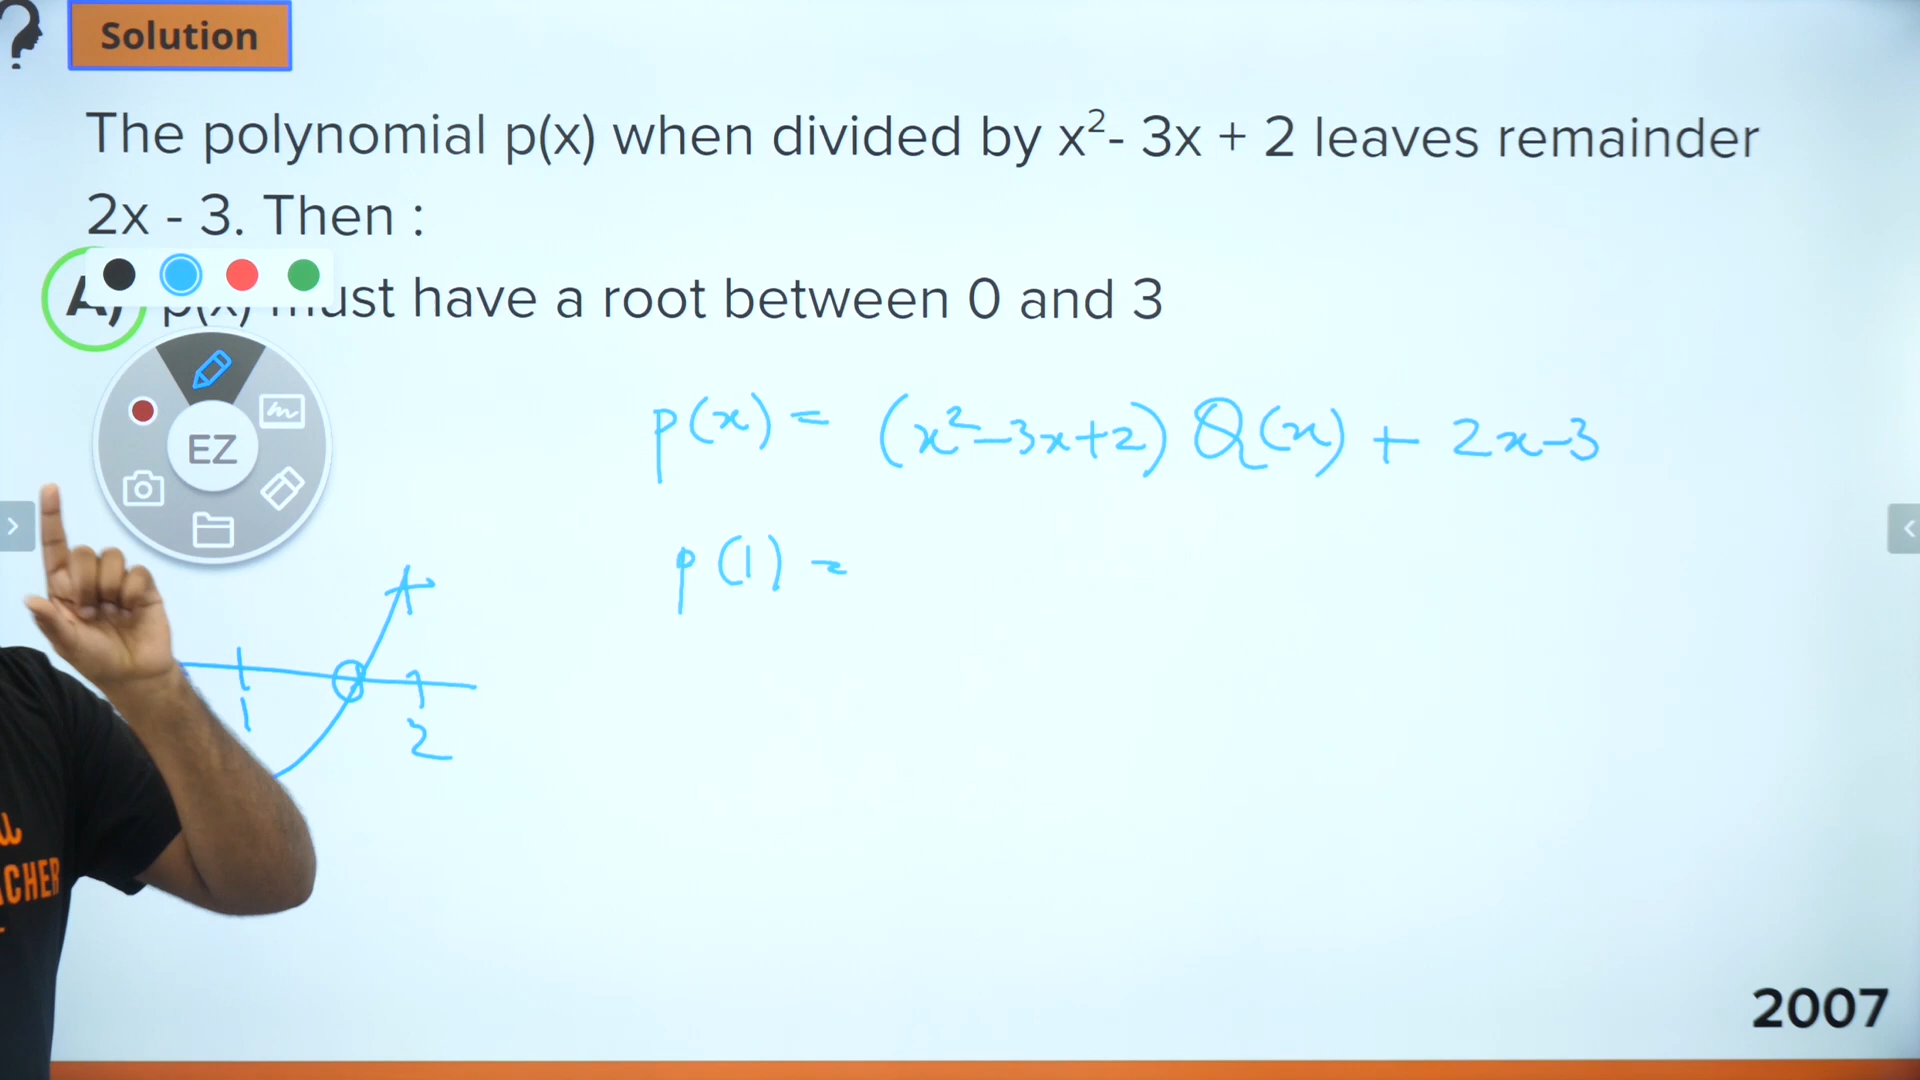 Solution
The polynomial p(x) when divided by x²- 3x + 2 leaves remainder
2x - 3. Then :
A) p(x) must have a root between 0 and 3
p(x) = (x²-3x+2) Q(x) + 2x-3
EZ
p(1) =
1
2
CHER
2007